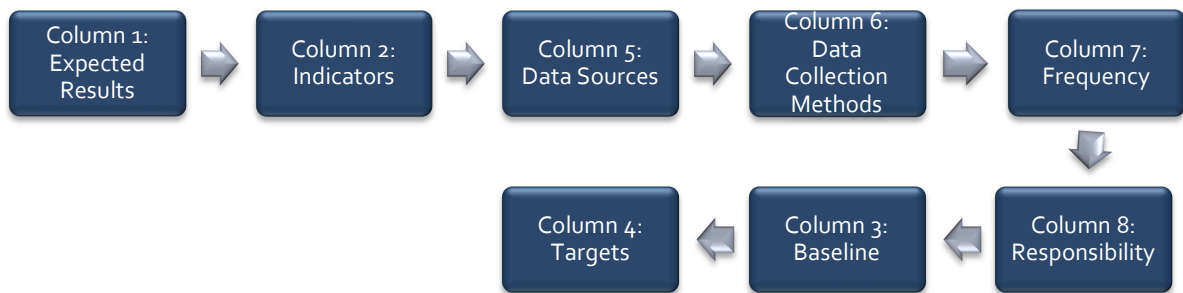 Column 1:
Expected
Results
Column 2:
Indicators
Column 5:
Data Sources
Column 6:
Data
Collection
Methods
Column 7:
Frequency
Column 8:
Responsibility
Column 3:
Baseline
Column 4:
Targets